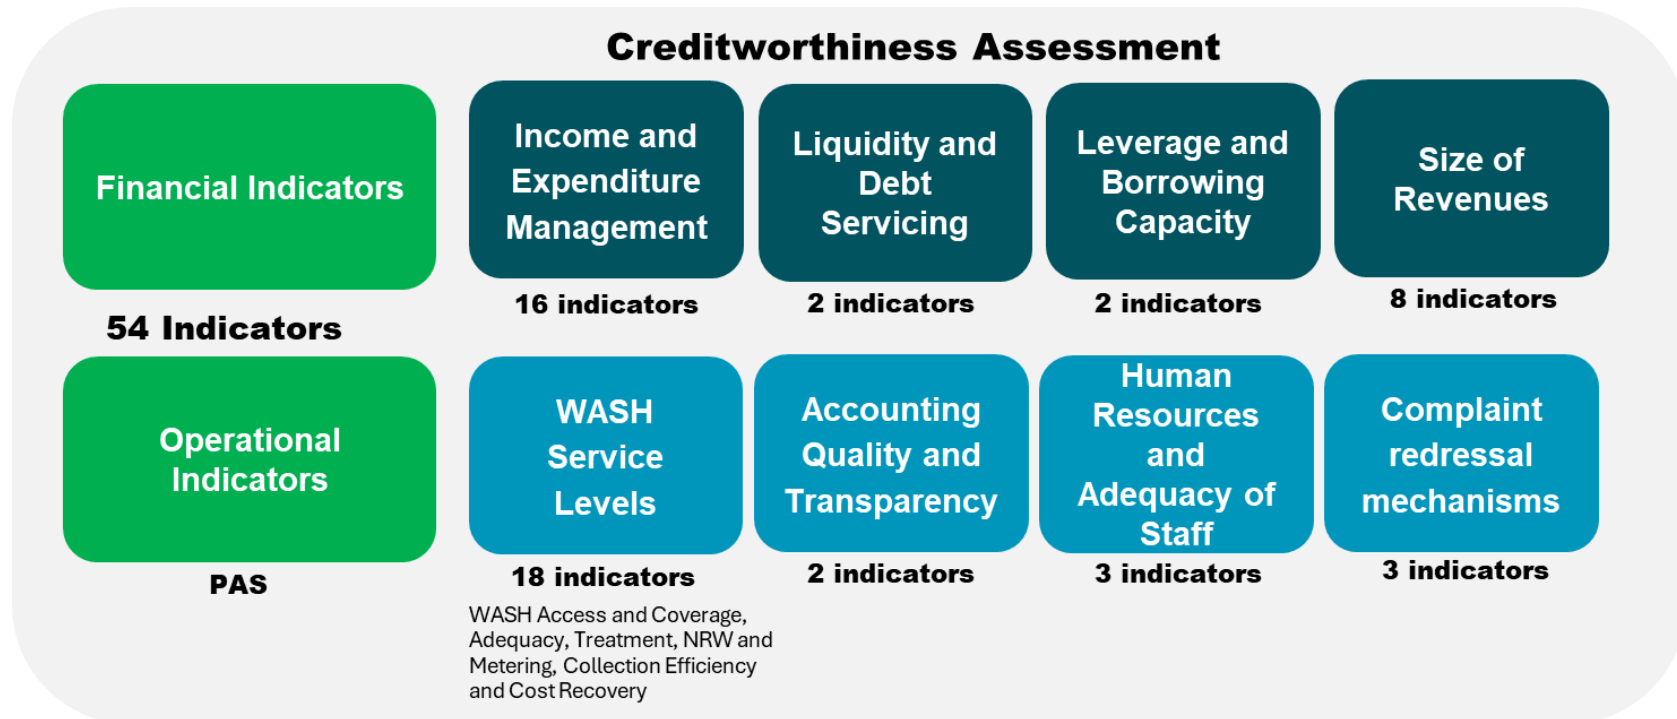 Creditworthiness Assessment
Financial Indicators
54 Indicators
Income and
Expenditure
Management
16 indicators
Liquidity and
Debt
Servicing
2 indicators
Leverage and
Borrowing
Capacity
2 indicators
Size of
Revenues
8 indicators
Operational
Indicators
PAS
WASH
Service
Levels
18 indicators
WASH Access and Coverage,
Adequacy, Treatment, NRW and
Metering, Collection Efficiency
and Cost Recovery
Accounting
Quality and
Transparency
2 indicators
Human
Resources
and
Adequacy of
Staff
3 indicators
Complaint
redressal
mechanisms
3 indicators